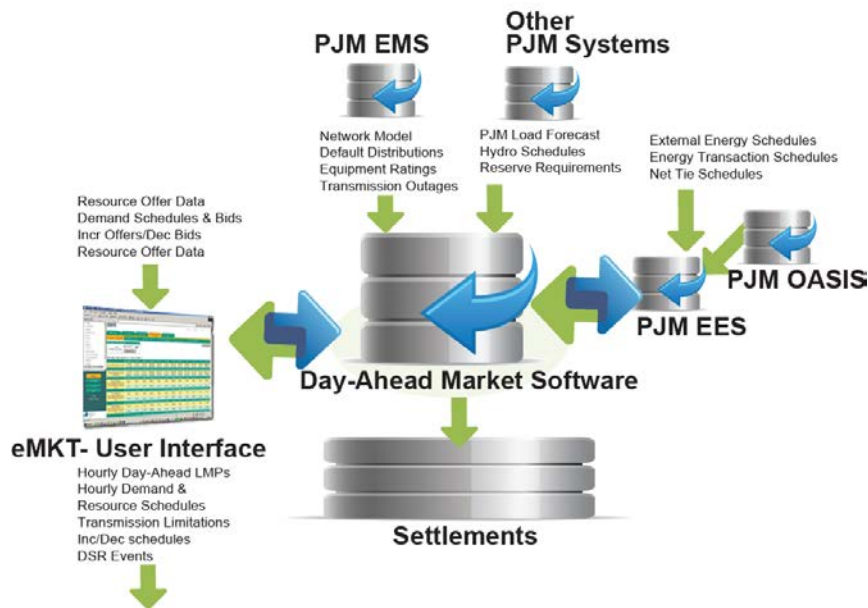 PJM EMS
Other
PJM Systems
Network Model
Default Distributions
Equipment Ratings
Transmission Outages
PJM Load Forecast
Hydro Schedules
Reserve Requirements
External Energy Schedules
Energy Transaction Schedules
Net Tie Schedules
Resource Offer Data
Demand Schedules & Bids
Incr Offers/Dec Bids
Resource Offer Data
PJM OASIS
PJM EES
Day-Ahead Market Software
eMKT- User Interface
Hourly Day-Ahead LMPs
Hourly Demand &
Resource Schedules
Transmission Limitations
Inc/Dec schedules
DSR Events
Settlements